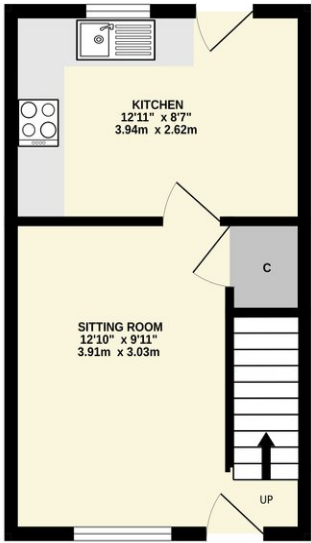 KITCHEN
12'11" x 8'7"
3.94m x 2.62m
C
SITTING ROOM
12'10" x 9'11"
3.91m x 3.03m
UP